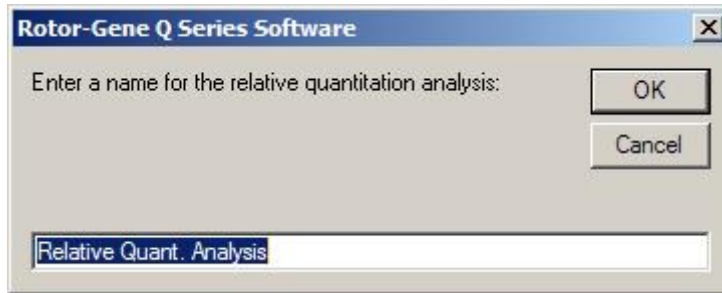 Rotor-Gene Q Series Software
Enter a name for the relative quantitation analysis:
OK
Cancel
Relative Quant. Analysis